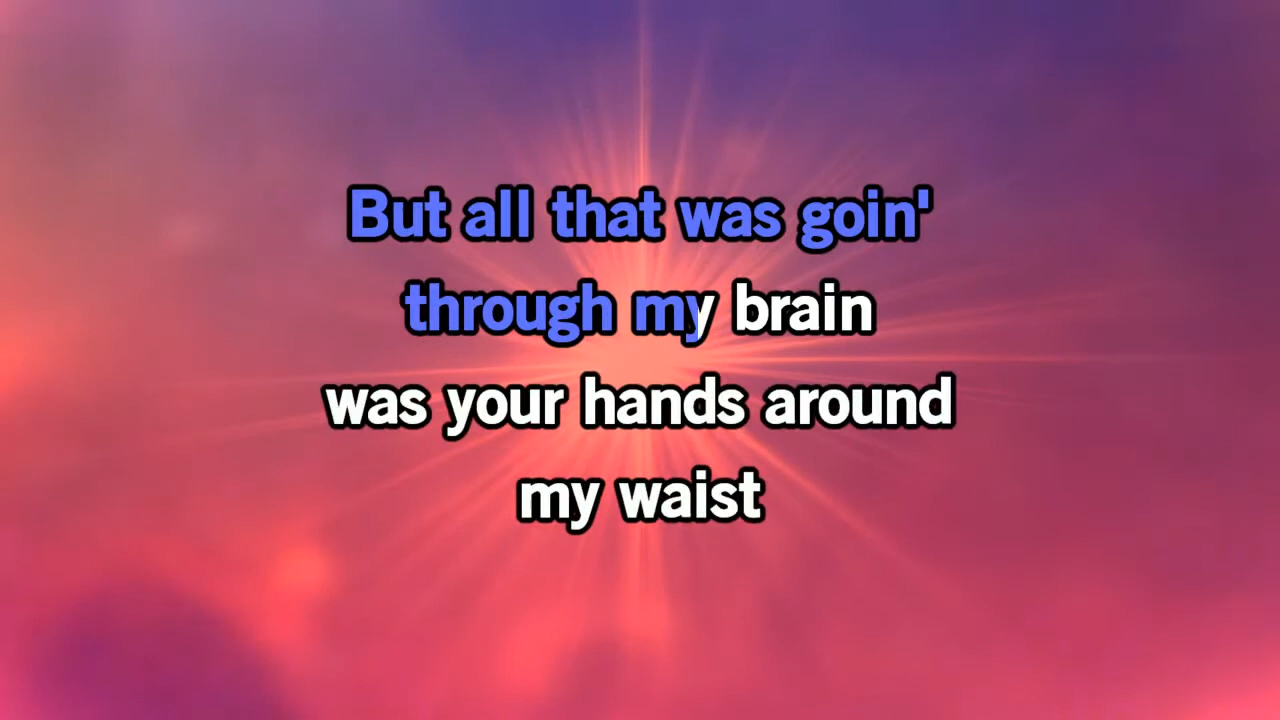 But all that was goin'
through my brain
was your hands around
my waist